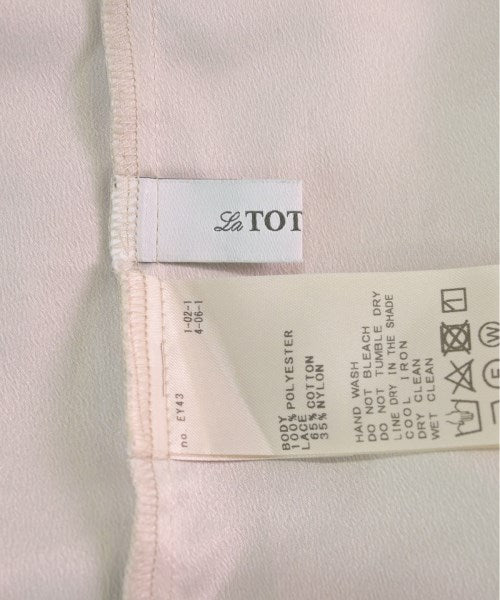 La TOT
1-02-1
4-06-1
no EY43
BODY
100% POLYESTER
LACE
65% COTTON
35% NYLON
HAND WASH
DO NOT BLEACH
DO NOT TUMBLE DRY
LINE DRY IN THE SHADE
COOL IRON
DRY CLEAN
WET CLEAN
F
W